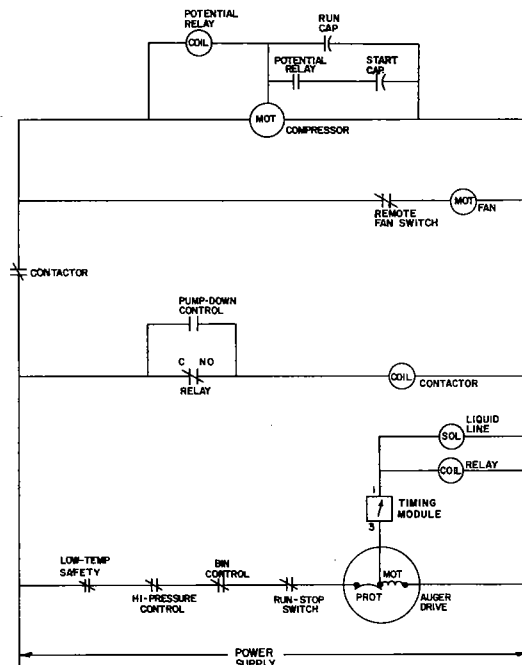 POTENTIAL
RELAY
RUN
CAP
COIL
POTENTIAL
RELAY
START
CAP
MOT
COMPRESSOR
MOT
FAN
REMOTE
FAN SWITCH
CONTACTOR
PUMP-DOWN
CONTROL
C NO
RELAY
COIL
CONTACTOR
LIQUID
LINE
SOL
COIL
RELAY
1
TIMING
MODULE
3
LOW-TEMP
SAFETY
BIN
CONTROL
MOT
HI-PRESSURE
CONTROL
RUN-STOP
SWITCH
PROT
AUGER
DRIVE
POWER
SUPPLY